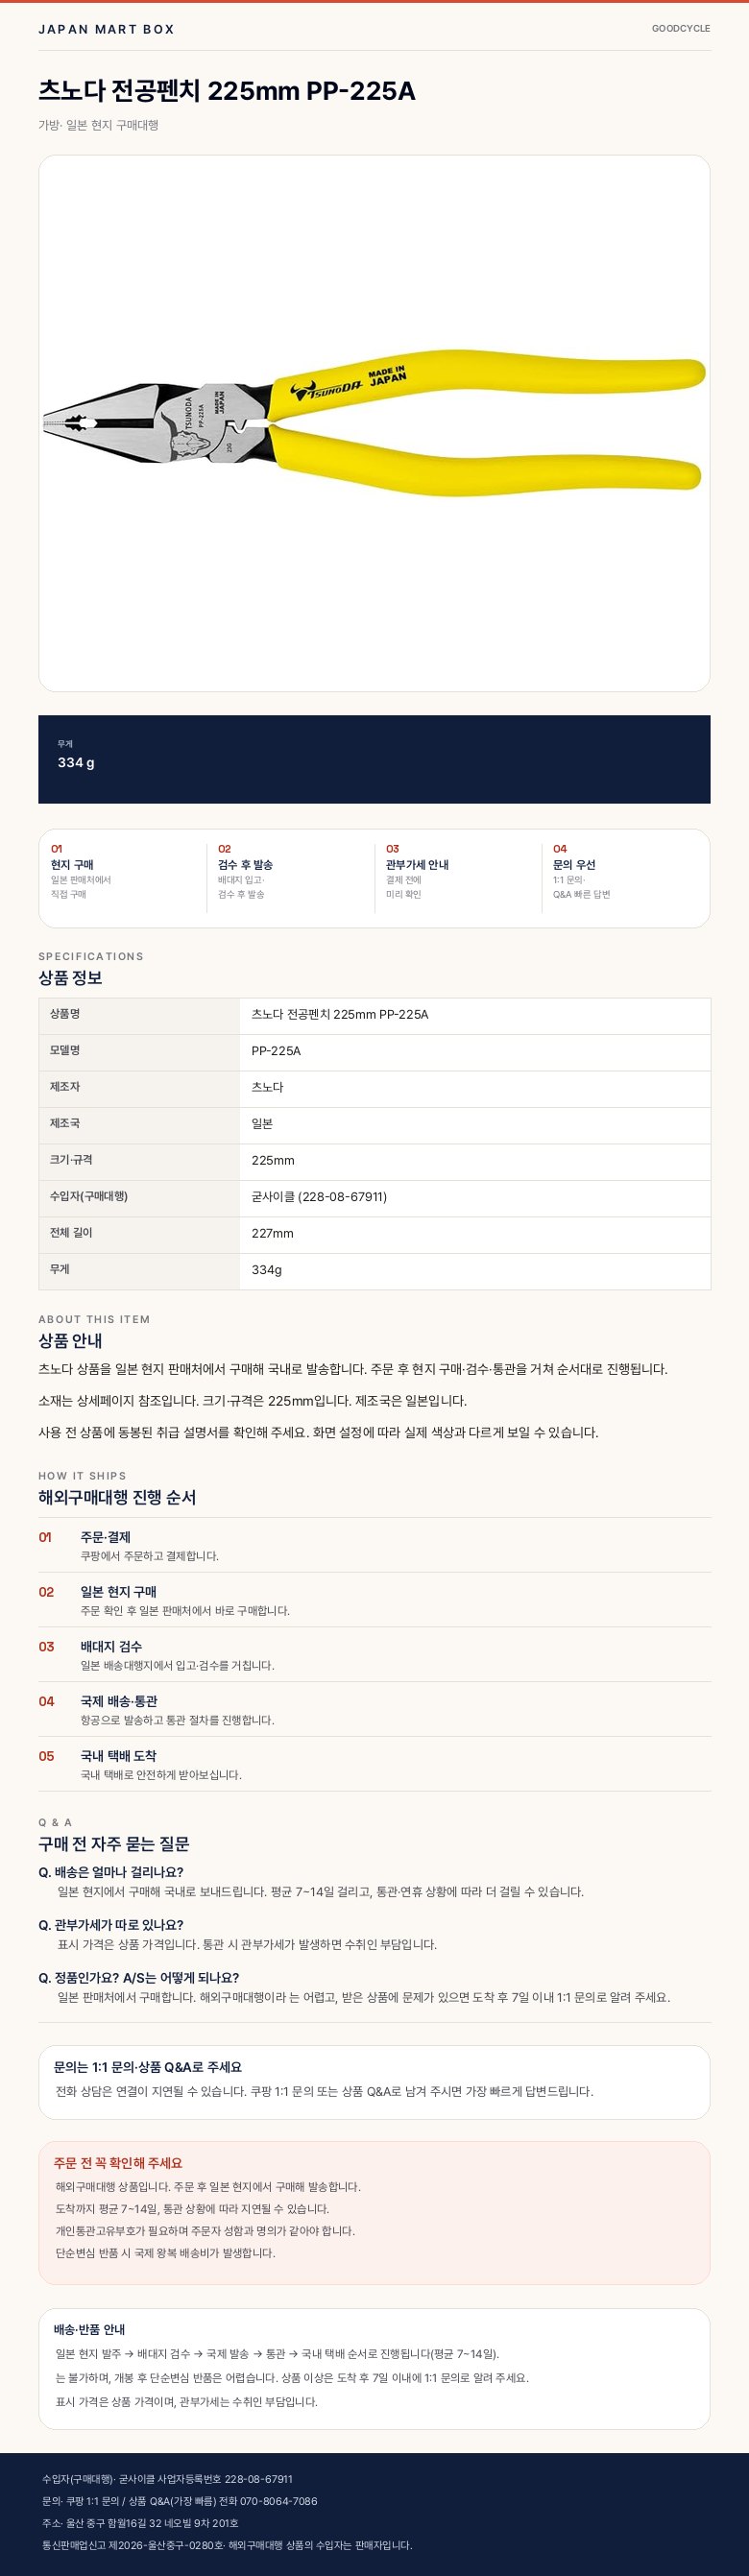 JAPAN MART BOX
GOODCYCLE
츠노다 전공펜치 225mm PP-225A
가방· 일본 현지 구매대행
TSUNODA
PP-225A
MADE IN
JAPAN
TSUNODA
MADE IN
JAPAN
무게
334 g
01
현지 구매
일본 판매처에서
직접 구매
02
검수 후 발송
배대지 입고·
검수 후 발송
03
관부가세 안내
결제 전에
미리 확인
04
문의 우선
1:1 문의·
Q&A 빠른 답변
SPECIFICATIONS
상품 정보
상품명 츠노다 전공펜치 225mm PP-225A
모델명 PP-225A
제조자 츠노다
제조국 일본
크기·규격 225mm
수입자(구매대행) 굳사이클 (228-08-67911)
전체 길이 227mm
무게 334g
ABOUT THIS ITEM
상품 안내
츠노다 상품을 일본 현지 판매처에서 구매해 국내로 발송합니다. 주문 후 현지 구매·검수·통관을 거쳐 순서대로 진행됩니다.
소재는 상세페이지 참조입니다. 크기·규격은 225mm입니다. 제조국은 일본입니다.
사용 전 상품에 동봉된 취급 설명서를 확인해 주세요. 화면 설정에 따라 실제 색상과 다르게 보일 수 있습니다.
HOW IT SHIPS
해외구매대행 진행 순서
01 주문·결제
쿠팡에서 주문하고 결제합니다.
02 일본 현지 구매
주문 확인 후 일본 판매처에서 바로 구매합니다.
03 배대지 검수
일본 배송대행지에서 입고·검수를 거칩니다.
04 국제 배송·통관
항공으로 발송하고 통관 절차를 진행합니다.
05 국내 택배 도착
국내 택배로 안전하게 받아보십니다.
Q & A
구매 전 자주 묻는 질문
Q. 배송은 얼마나 걸리나요?
일본 현지에서 구매해 국내로 보내드립니다. 평균 7~14일 걸리고, 통관·연휴 상황에 따라 더 걸릴 수 있습니다.
Q. 관부가세가 따로 있나요?
표시 가격은 상품 가격입니다. 통관 시 관부가세가 발생하면 수취인 부담입니다.
Q. 정품인가요? A/S는 어떻게 되나요?
일본 판매처에서 구매합니다. 해외구매대행이라 는 어렵고, 받은 상품에 문제가 있으면 도착 후 7일 이내 1:1 문의로 알려 주세요.
문의는 1:1 문의·상품 Q&A로 주세요
전화 상담은 연결이 지연될 수 있습니다. 쿠팡 1:1 문의 또는 상품 Q&A로 남겨 주시면 가장 빠르게 답변드립니다.
주문 전 꼭 확인해 주세요
해외구매대행 상품입니다. 주문 후 일본 현지에서 구매해 발송합니다.
도착까지 평균 7~14일, 통관 상황에 따라 지연될 수 있습니다.
개인통관고유부호가 필요하며 주문자 성함과 명의가 같아야 합니다.
단순변심 반품 시 국제 왕복 배송비가 발생합니다.
배송·반품 안내
일본 현지 발주 → 배대지 검수 → 국제 발송 → 통관 → 국내 택배 순서로 진행됩니다(평균 7~14일).
는 불가하며, 개봉 후 단순변심 반품은 어렵습니다. 상품 이상은 도착 후 7일 이내에 1:1 문의로 알려 주세요.
표시 가격은 상품 가격이며, 관부가세는 수취인 부담입니다.
수입자(구매대행)· 굳사이클 사업자등록번호 228-08-67911
문의· 쿠팡 1:1 문의 / 상품 Q&A(가장 빠름) 전화 070-8064-7086
주소· 울산 중구 함월16길 32 네오빌 9차 201호
통신판매업신고 제2026-울산중구-0280호· 해외구매대행 상품의 수입자는 판매자입니다.